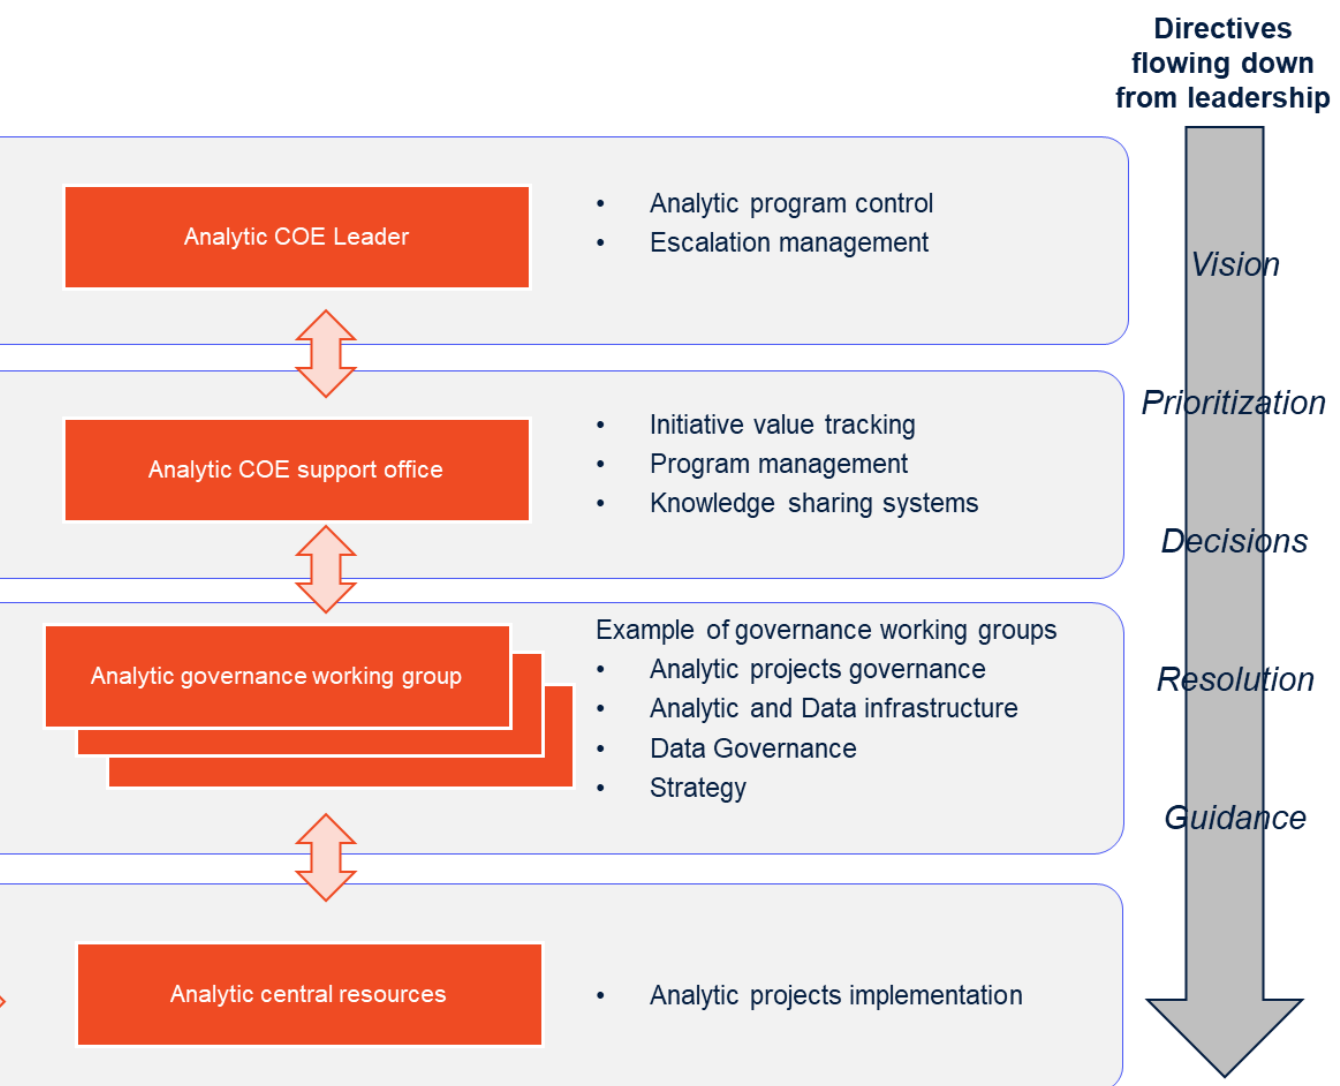 Directives
flowing down
from leadership
Analytic COE Leader
• Analytic program control
• Escalation management
Vision
Analytic COE support office
• Initiative value tracking
• Program management
• Knowledge sharing systems
Prioritization
Decisions
Analytic governance working group
Example of governance working groups
• Analytic projects governance
• Analytic and Data infrastructure
• Data Governance
• Strategy
Resolution
Guidance
Analytic central resources
• Analytic projects implementation